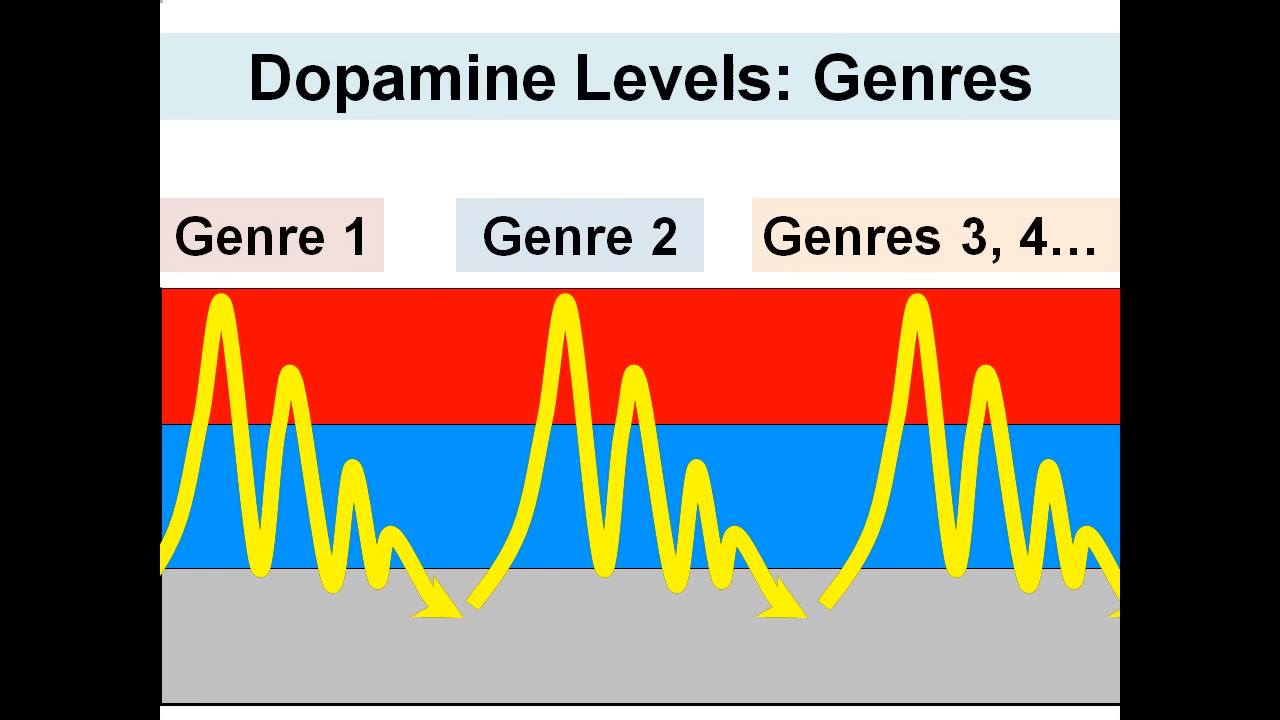 Dopamine Levels: Genres
Genre 1
Genre 2
Genres 3, 4…